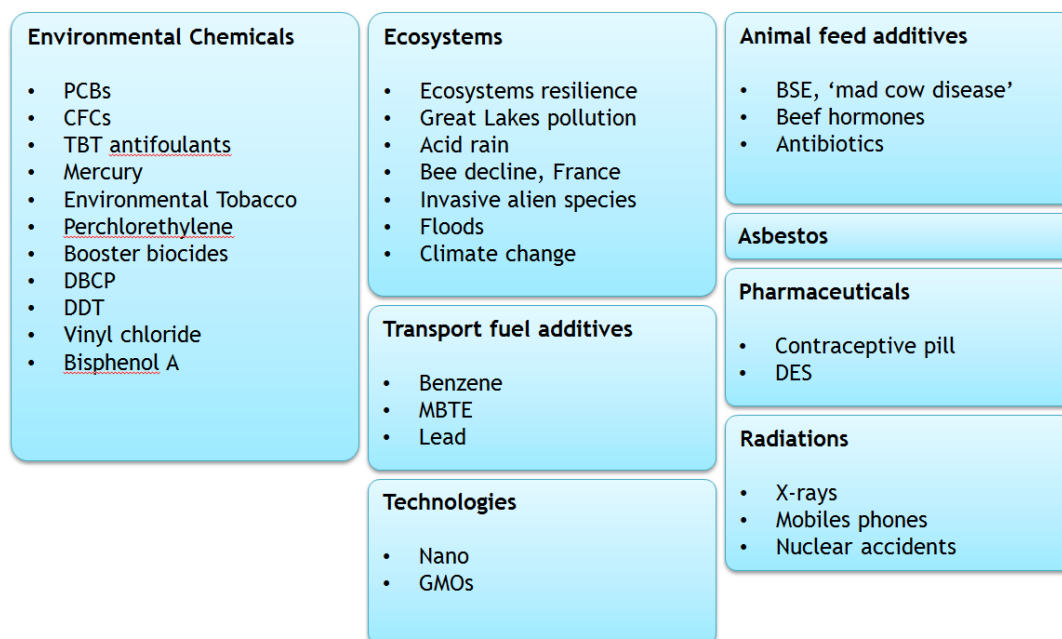 Environmental Chemicals
• PCBs
• CFCs
• TBT antifoulants
• Mercury
• Environmental Tobacco
• Perchlorethylene
• Booster biocides
• DBCP
• DDT
• Vinyl chloride
• Bisphenol A
Ecosystems
• Ecosystems resilience
• Great Lakes pollution
• Acid rain
• Bee decline, France
• Invasive alien species
• Floods
• Climate change
Transport fuel additives
• Benzene
• MBTE
• Lead
Technologies
• Nano
• GMOs
Animal feed additives
• BSE, ‘mad cow disease’
• Beef hormones
• Antibiotics
Asbestos
Pharmaceuticals
• Contraceptive pill
• DES
Radiations
• X-rays
• Mobiles phones
• Nuclear accidents